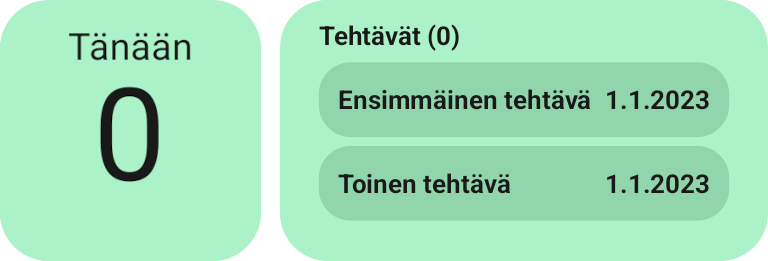 Tänään
0
Tehtävät (0)
Ensimmäinen tehtävä 1.1.2023
Toinen tehtävä 1.1.2023